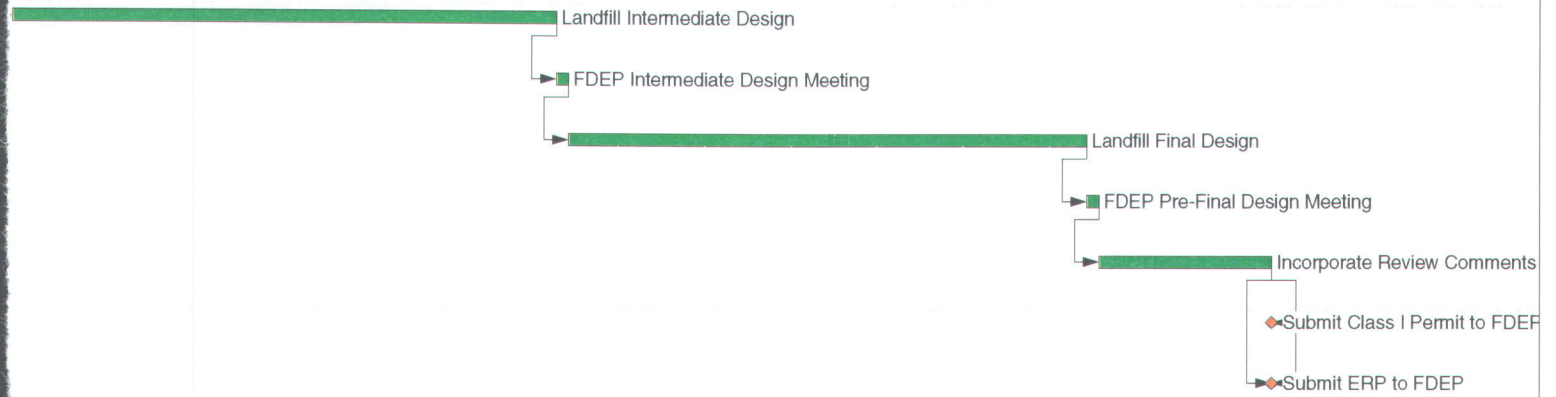 Landfill Intermediate Design
FDEP Intermediate Design Meeting
Landfill Final Design
FDEP Pre-Final Design Meeting
Incorporate Review Comments
Submit Class I Permit to FDEP
Submit ERP to FDEP